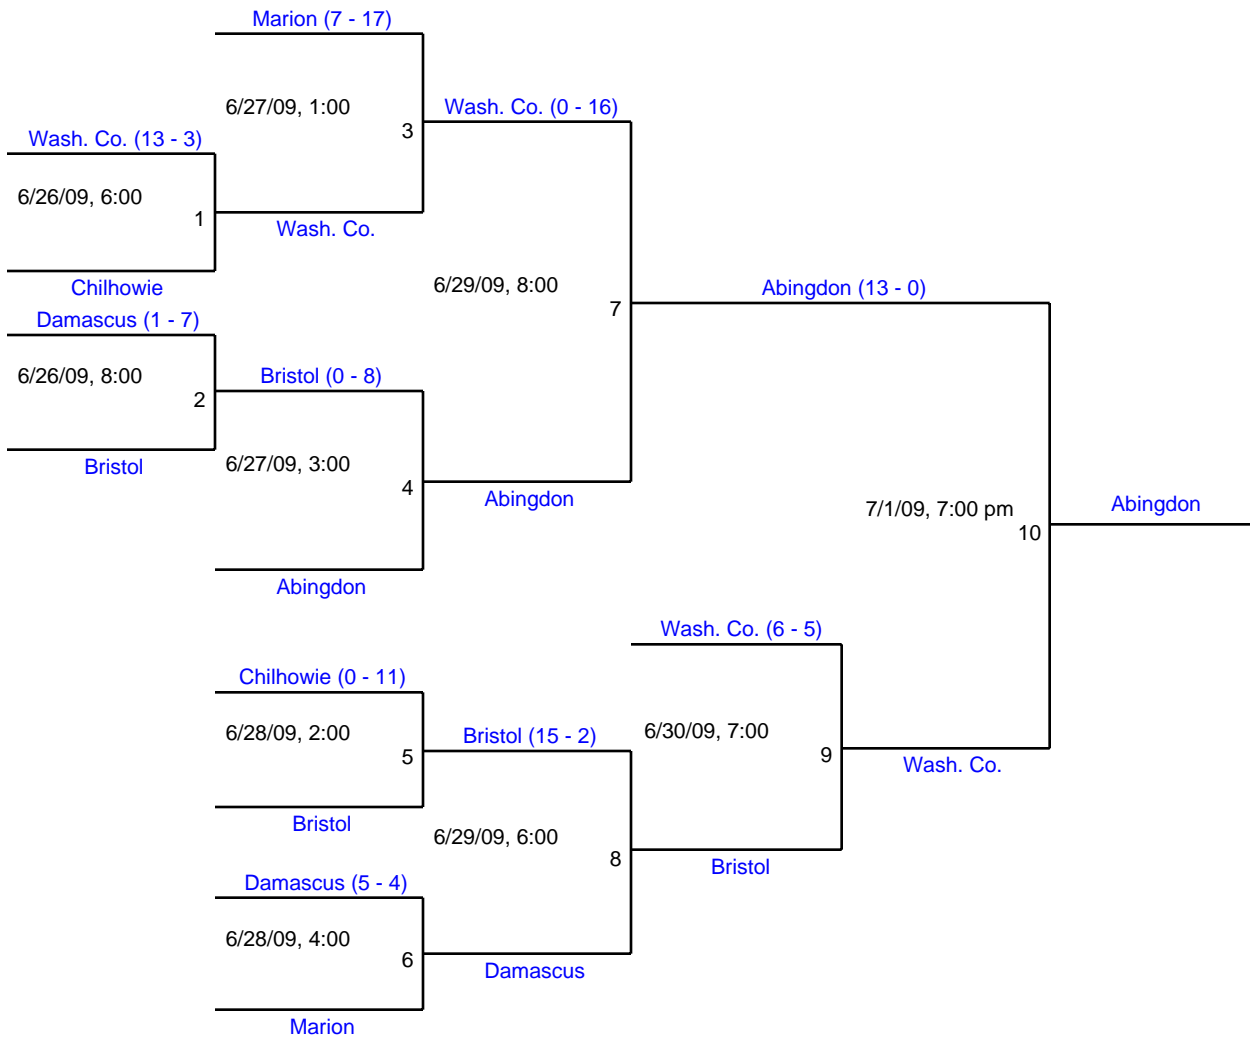 Marion (7 - 17)
6/27/09, 1:00
Wash. Co. (0 - 16)
3
Wash. Co. (13 - 3)
6/26/09, 6:00
1
Wash. Co.
Chilhowie
6/29/09, 8:00
Abingdon (13 - 0)
7
Damascus (1 - 7)
6/26/09, 8:00
Bristol (0 - 8)
2
Bristol
6/27/09, 3:00
4
Abingdon
7/1/09, 7:00 pm
Abingdon
10
Abingdon
Wash. Co. (6 - 5)
Chilhowie (0 - 11)
6/28/09, 2:00
Bristol (15 - 2)
6/30/09, 7:00
5
9
Wash. Co.
Bristol
6/29/09, 6:00
8
Bristol
Damascus (5 - 4)
6/28/09, 4:00
6
Damascus
Marion